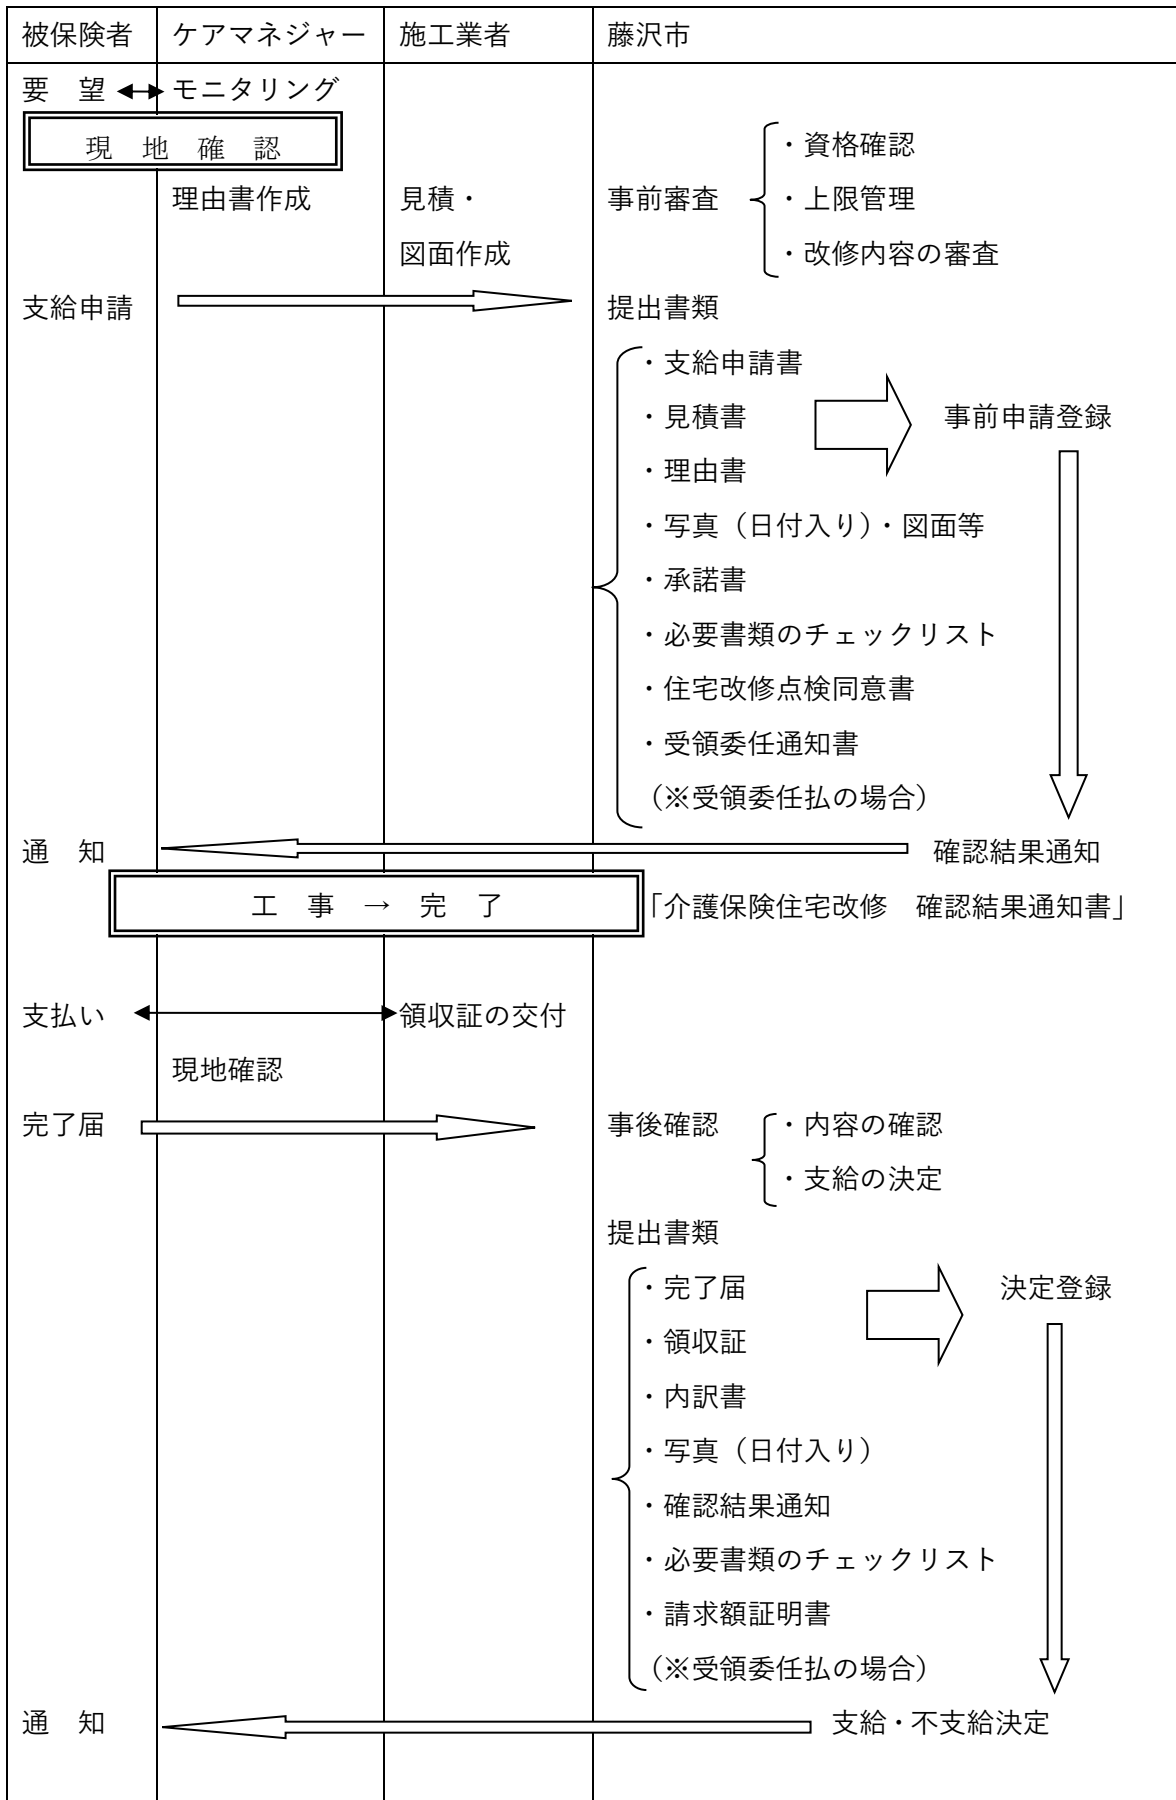 被保険者 ケアマネジャー 施工業者 藤沢市
要　望 モニタリング
現　地　確　認
・資格確認
理由書作成 見積・ 事前審査 ・上限管理
図面作成 ・改修内容の審査
支給申請 提出書類
・支給申請書
・見積書 事前申請登録
・理由書
・写真（日付入り）・図面等
・承諾書
・必要書類のチェックリスト
・住宅改修点検同意書
・受領委任通知書
（※受領委任払の場合）
通　知 確認結果通知
工　事　→　完　了 「介護保険住宅改修　確認結果通知書」
支払い 領収証の交付
現地確認
完了届 事後確認 ・内容の確認
・支給の決定
提出書類
・完了届 決定登録
・領収証
・内訳書
・写真（日付入り）
・確認結果通知
・必要書類のチェックリスト
・請求額証明書
（※受領委任払の場合）
通　知 支給・不支給決定